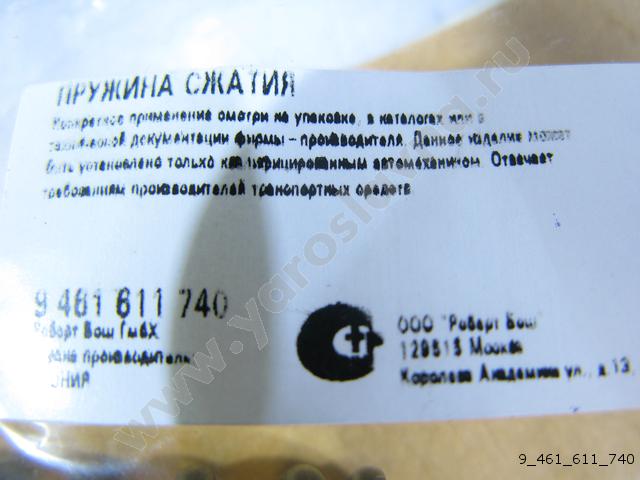 ПРУЖИНА СЖАТИЯ
Конкретное применение смотри на упаковке, в каталогах или в
технической документации фирмы – производителя. Данное изделие может
быть установлено только квалифицированным автомехаником. Отвечает
требованиям производителей транспортных средств
9 461 611 740
Роберт Бош ГмбХ
производитель
ООО "Роберт Бош"
129515 Москва
Королева Академика ул., д.13,
www.yaroslavna.ru
9_461_611_740